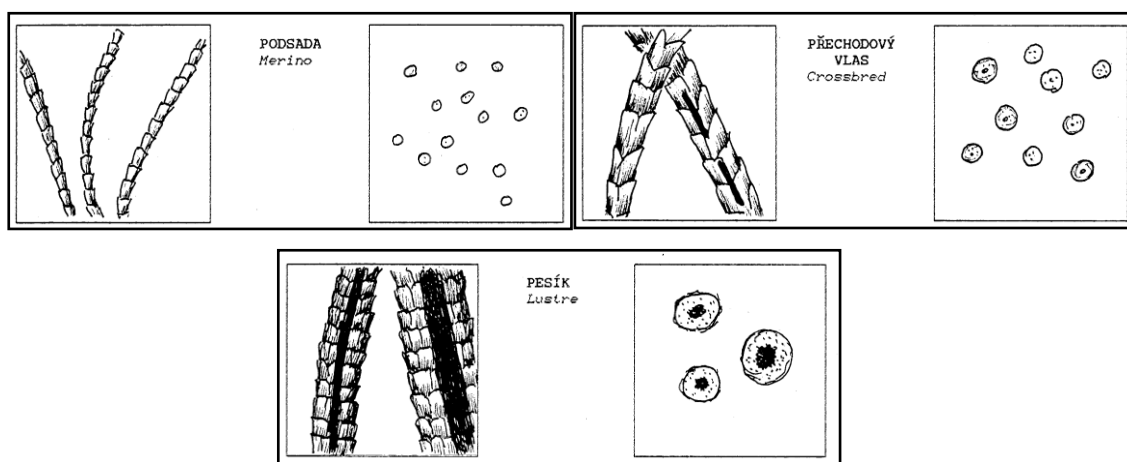 PODSADA
Merino
PŘECHODOVÝ
VLAS
Crossbred
PESÍK
Lustre